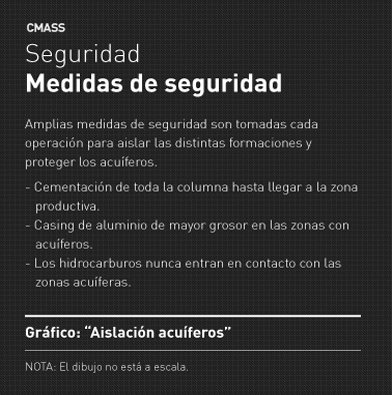 CMASS
Seguridad
Medidas de seguridad
Amplias medidas de seguridad son tomadas cada
operación para aislar las distintas formaciones y
proteger los acuíferos.
- Cementación de toda la columna hasta llegar a la zona
productiva.
- Casing de aluminio de mayor grosor en las zonas con
acuíferos.
- Los hidrocarburos nunca entran en contacto con las
zonas acuíferas.
Gráfico: “Aislación acuíferos”
NOTA: El dibujo no está a escala.